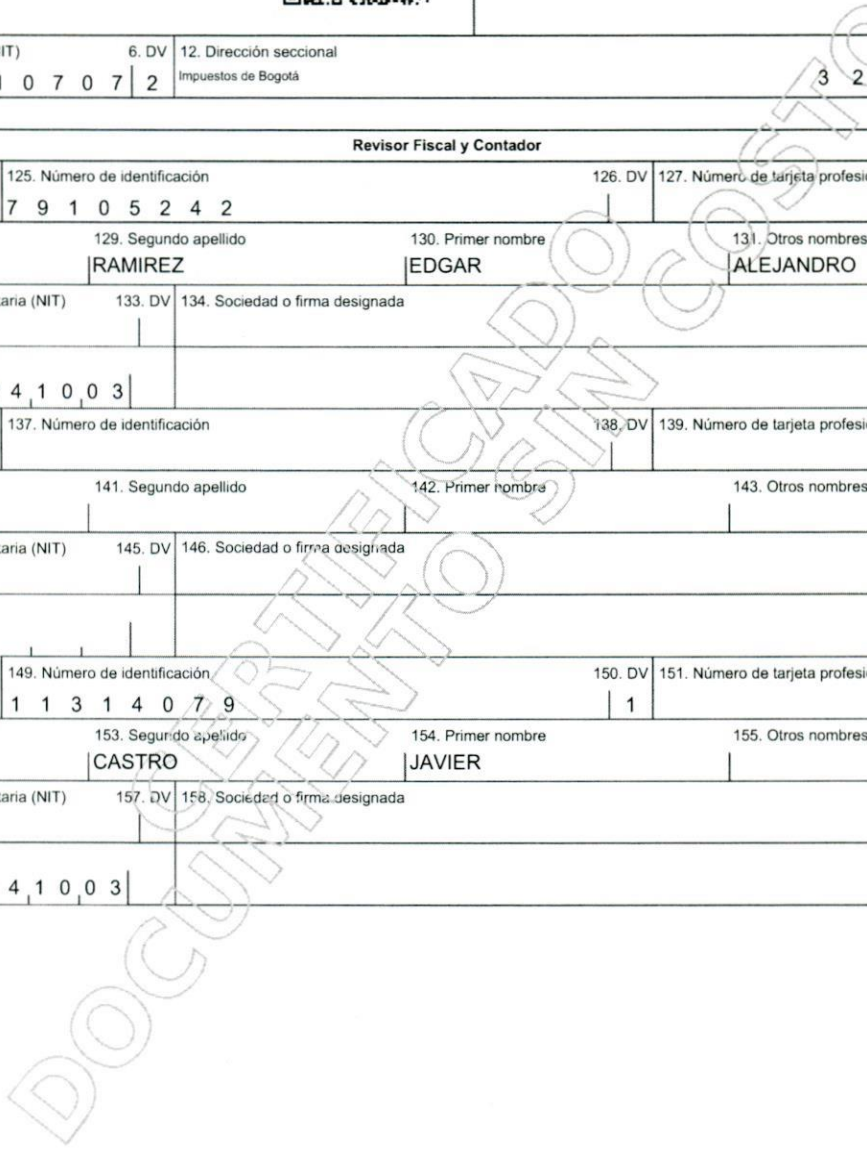 IT) 6. DV 12. Dirección seccional
0 7 0 7 2 Impuestos de Bogotá 3 2
Revisor Fiscal y Contador
125. Número de identificación 126. DV 127. Número de tarjeta profesi
7 9 1 0 5 2 4 2
129. Segundo apellido 130. Primer nombre 131. Otros nombres
RAMIREZ EDGAR ALEJANDRO
aria (NIT) 133. DV 134. Sociedad o firma designada
4 1 0 0 3
137. Número de identificación 138. DV 139. Número de tarjeta profesi
141. Segundo apellido 142. Primer nombre 143. Otros nombres
aria (NIT) 145. DV 146. Sociedad o firma designada
149. Número de identificación 150. DV 151. Número de tarjeta profesi
1 1 3 1 4 0 7 9 1
153. Segundo apellido 154. Primer nombre 155. Otros nombres
CASTRO JAVIER
aria (NIT) 157. DV 158. Sociedad o firma designada
4 1 0 0 3
CERTIFICADO
DOCUMENTO SIN COSTO